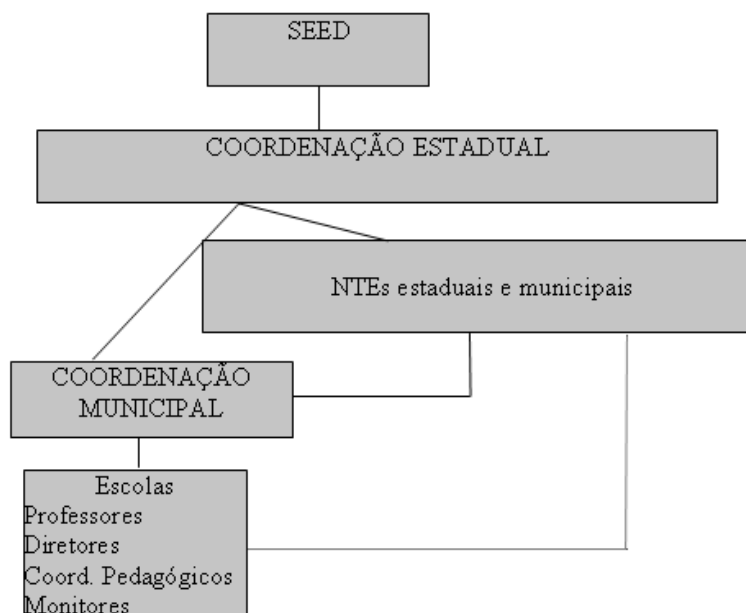 SEED
COORDENAÇÃO ESTADUAL
NTEs estaduais e municipais
COORDENAÇÃO
MUNICIPAL
Escolas
Professores
Diretores
Coord. Pedagógicos
Monitores